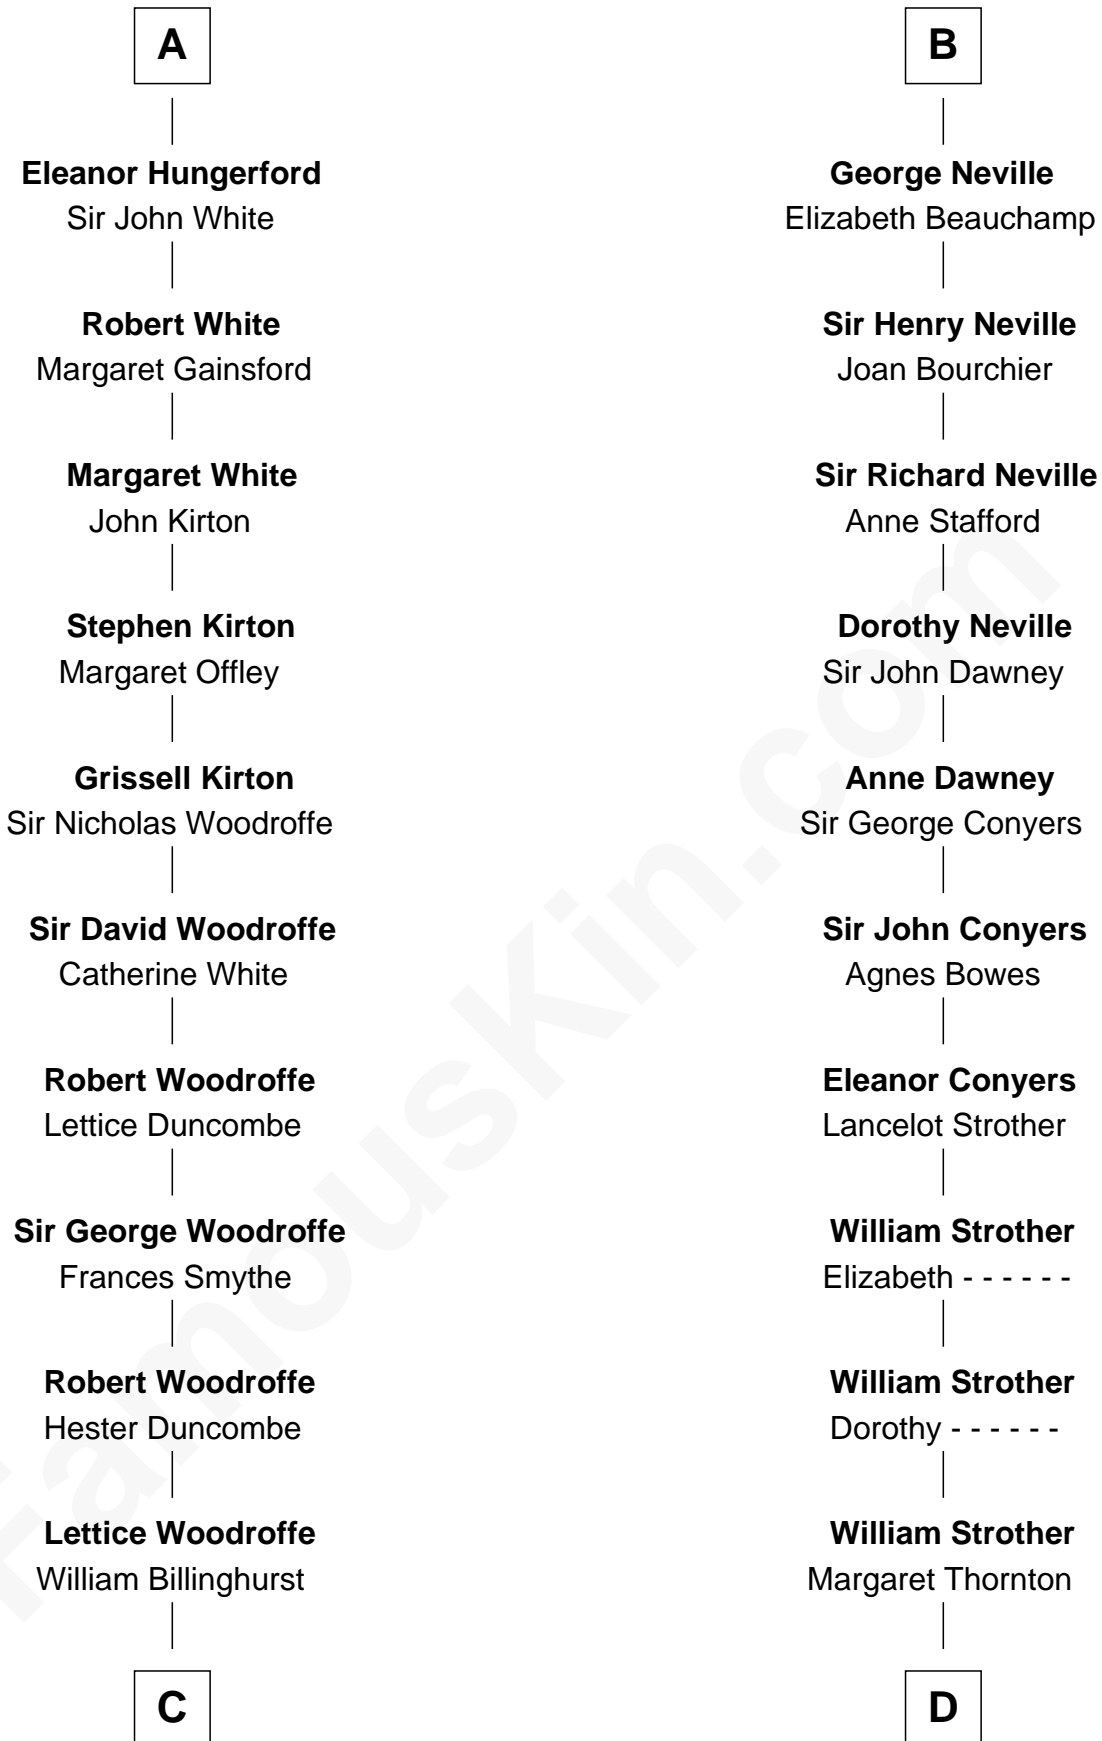 A
Eleanor Hungerford
Sir John White
Robert White
Margaret Gainsford
Margaret White
John Kirton
Stephen Kirton
Margaret Offley
Grissell Kirton
Sir Nicholas Woodroffe
Sir David Woodroffe
Catherine White
Robert Woodroffe
Lettice Duncombe
Sir George Woodroffe
Frances Smythe
Robert Woodroffe
Hester Duncombe
Lettice Woodroffe
William Billinghurst
C
B
George Neville
Elizabeth Beauchamp
Sir Henry Neville
Joan Bourchier
Sir Richard Neville
Anne Stafford
Dorothy Neville
Sir John Dawney
Anne Dawney
Sir George Conyers
Sir John Conyers
Agnes Bowes
Eleanor Conyers
Lancelot Strother
William Strother
Elizabeth - - - - - -
William Strother
Dorothy - - - - - -
William Strother
Margaret Thornton
D
FamousKin.com